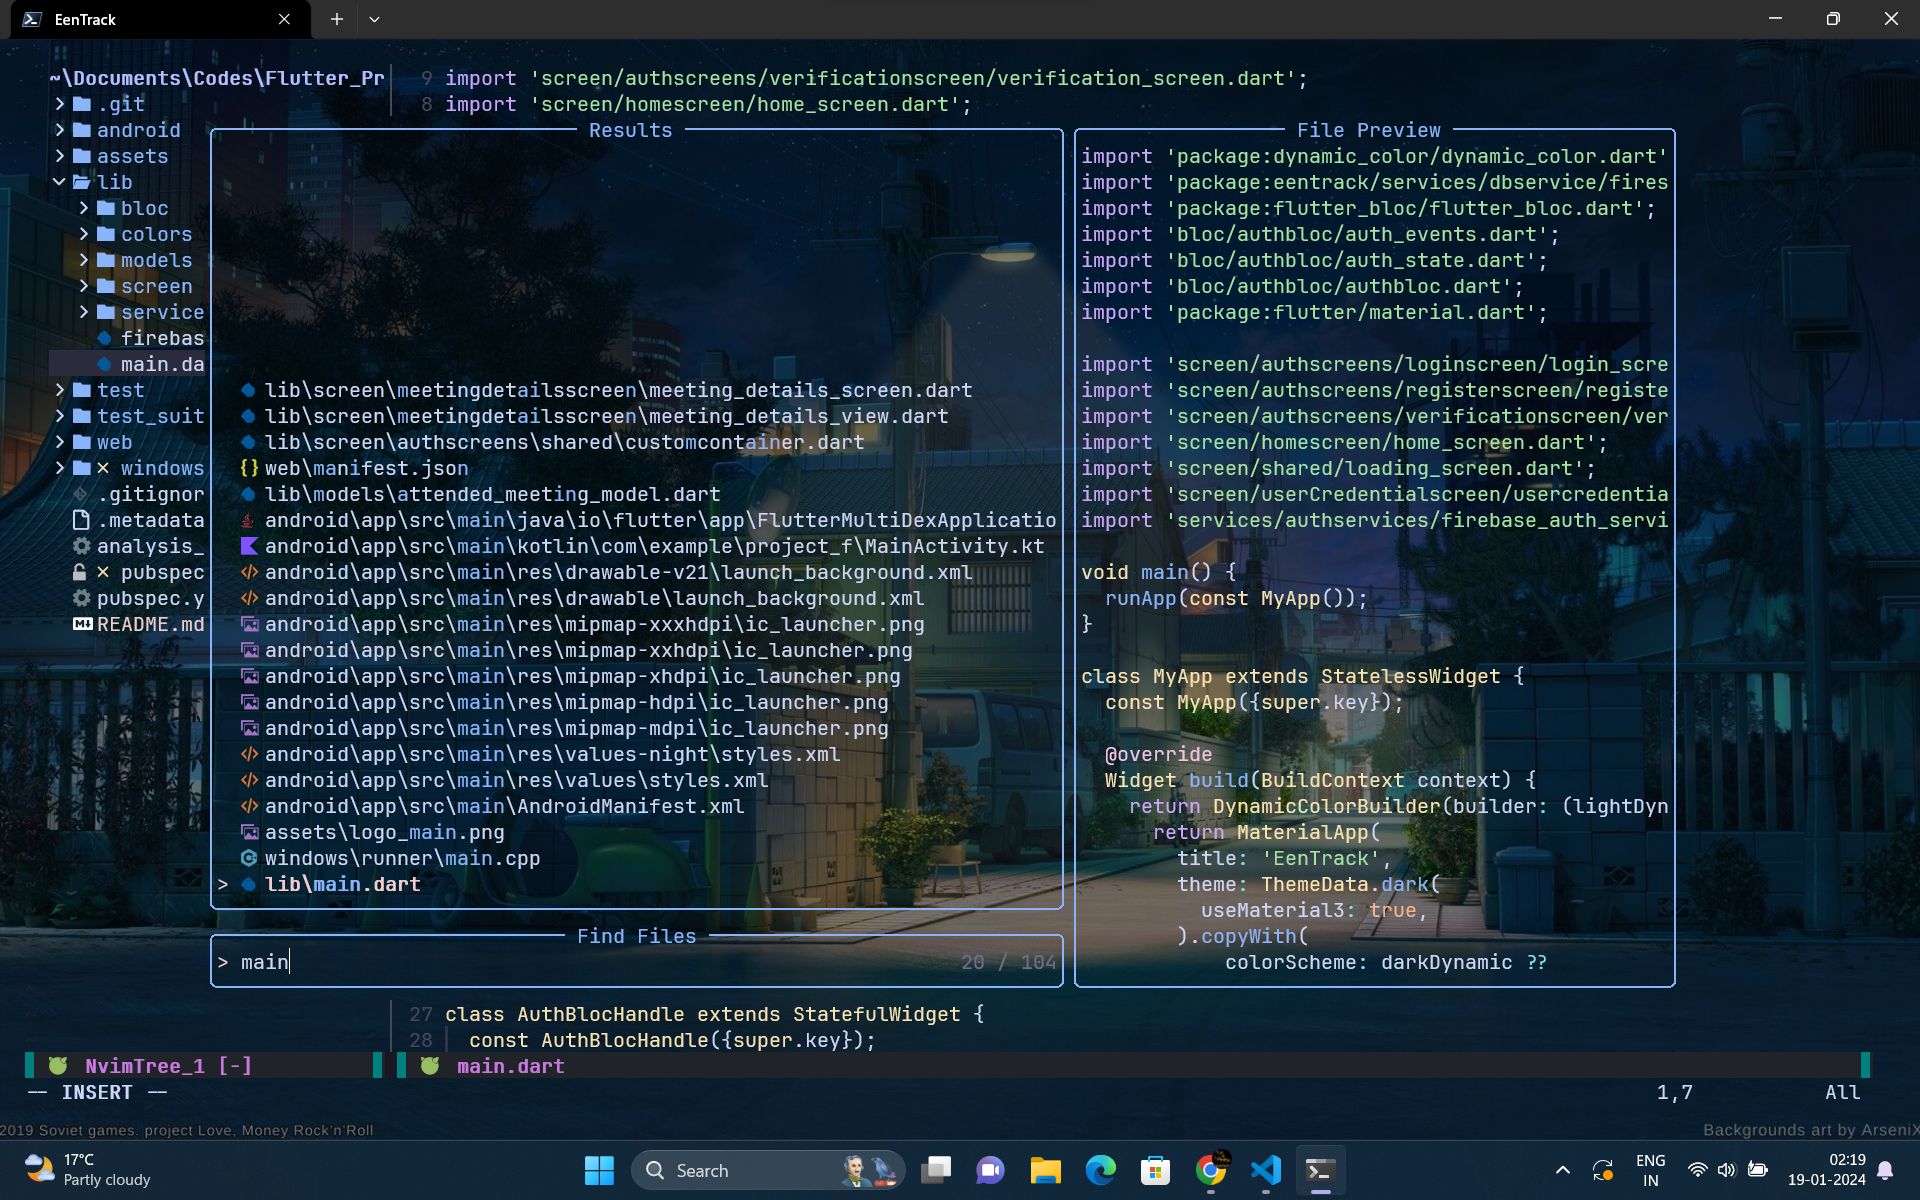 EenTrack
~\Documents\Codes\Flutter_Pr
.git
android
assets
lib
bloc
colors
models
screen
service
firebas
main.da
test
test_suit
web
windows
.gitignor
.metadata
analysis_
pubspec
pubspec.y
README.md
9 import 'screen/authscreens/verificationscreen/verification_screen.dart';
8 import 'screen/homescreen/home_screen.dart';
Results
lib\screen\meetingdetailsscreen\meeting_details_screen.dart
lib\screen\meetingdetailsscreen\meeting_details_view.dart
lib\screen\authscreens\shared\customcontainer.dart
{} web\manifest.json
lib\models\attended_meeting_model.dart
android\app\src\main\java\io\flutter\app\FlutterMultiDexApplicatio
android\app\src\main\kotlin\com\example\project_f\MainActivity.kt
android\app\src\main\res\drawable-v21\launch_background.xml
android\app\src\main\res\drawable\launch_background.xml
android\app\src\main\res\mipmap-xxxhdpi\ic_launcher.png
android\app\src\main\res\mipmap-xxhdpi\ic_launcher.png
android\app\src\main\res\mipmap-xhdpi\ic_launcher.png
android\app\src\main\res\mipmap-hdpi\ic_launcher.png
android\app\src\main\res\mipmap-mdpi\ic_launcher.png
android\app\src\main\res\values-night\styles.xml
android\app\src\main\res\values\styles.xml
android\app\src\main\AndroidManifest.xml
assets\logo_main.png
windows\runner\main.cpp
> lib\main.dart
Find Files
> main
20 / 104
File Preview
import 'package:dynamic_color/dynamic_color.dart'
import 'package:eentrack/services/dbservice/fires
import 'package:flutter_bloc/flutter_bloc.dart';
import 'bloc/authbloc/auth_events.dart';
import 'bloc/authbloc/auth_state.dart';
import 'bloc/authbloc/authbloc.dart';
import 'package:flutter/material.dart';
import 'screen/authscreens/loginscreen/login_scre
import 'screen/authscreens/registerscreen/registe
import 'screen/authscreens/verificationscreen/ver
import 'screen/homescreen/home_screen.dart';
import 'screen/shared/loading_screen.dart';
import 'screen/userCredentialscreen/usercredentia
import 'services/authservices/firebase_auth_servi
void main() {
runApp(const MyApp());
}
class MyApp extends StatelessWidget {
const MyApp({super.key});
@override
Widget build(BuildContext context) {
return DynamicColorBuilder(builder: (lightDyn
return MaterialApp(
title: 'EenTrack',
theme: ThemeData.dark(
useMaterial3: true,
).copyWith(
colorScheme: darkDynamic ??
27 class AuthBlocHandle extends StatefulWidget {
28 const AuthBlocHandle({super.key});
NvimTree_1 [-]
main.dart
-- INSERT --
1,7
All
2019 Soviet games. project Love, Money Rock'n'Roll
Backgrounds art by ArseniX
17°C
Partly cloudy
Search
ENG
IN
02:19
19-01-2024